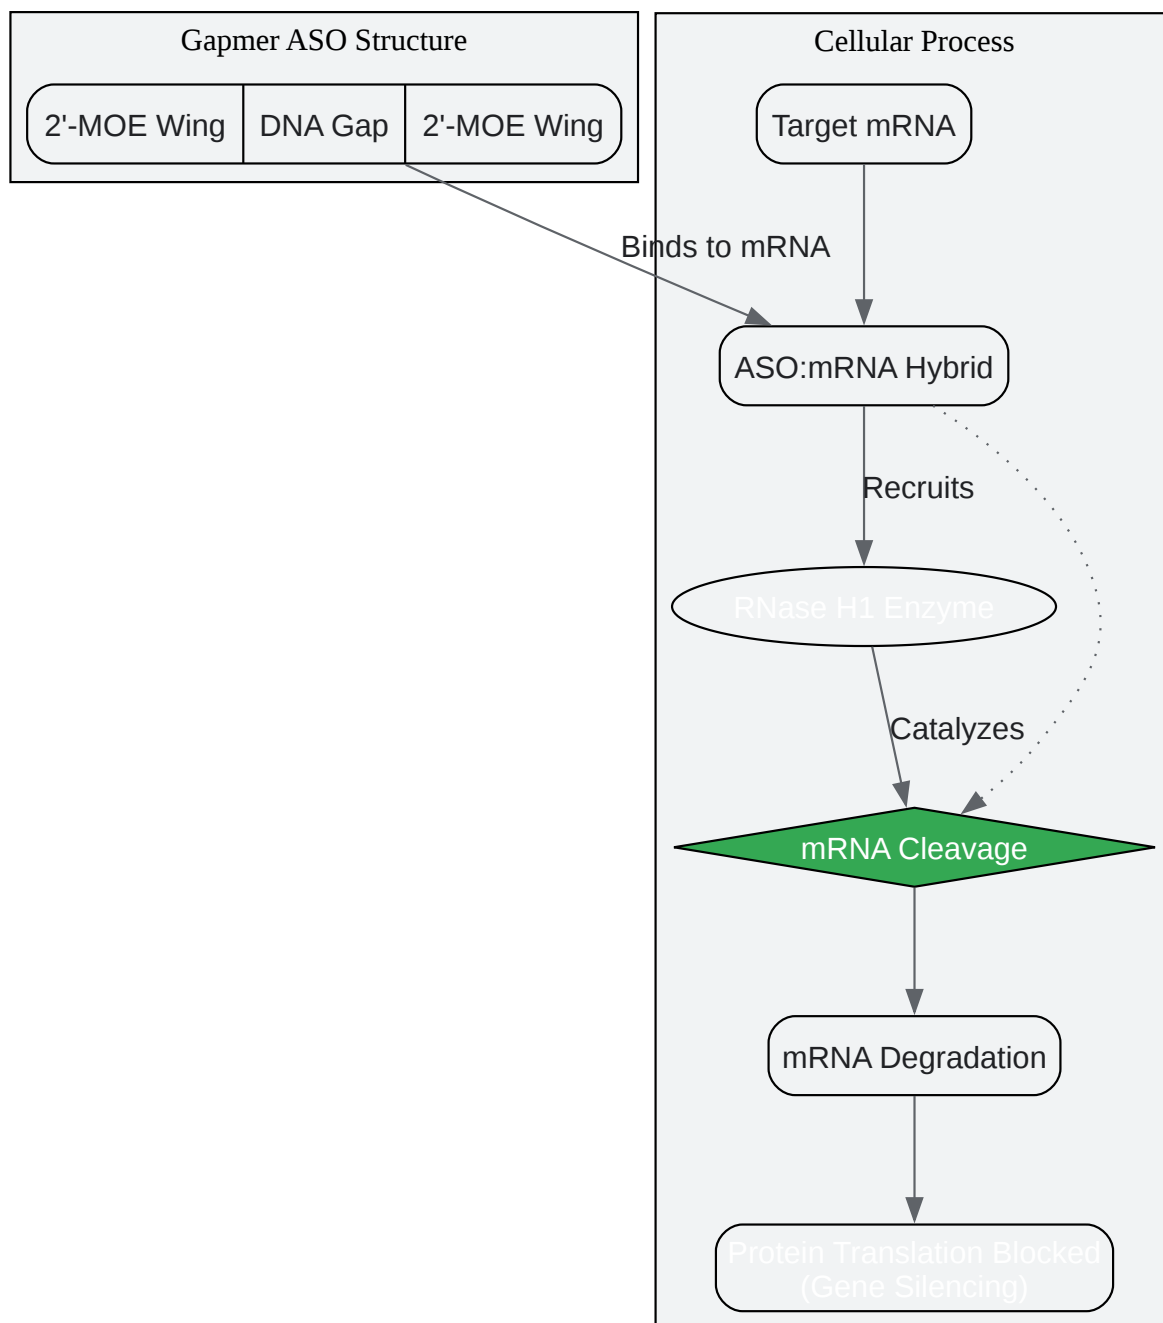 Gapmer ASO Structure
2'-MOE Wing
DNA Gap
2'-MOE Wing
Cellular Process
Target mRNA
Binds to mRNA
ASO:mRNA Hybrid
Recruits
RNase H1 Enzyme
Catalyzes
mRNA Cleavage
mRNA Degradation
Protein Translation Blocked
(Gene Silencing)